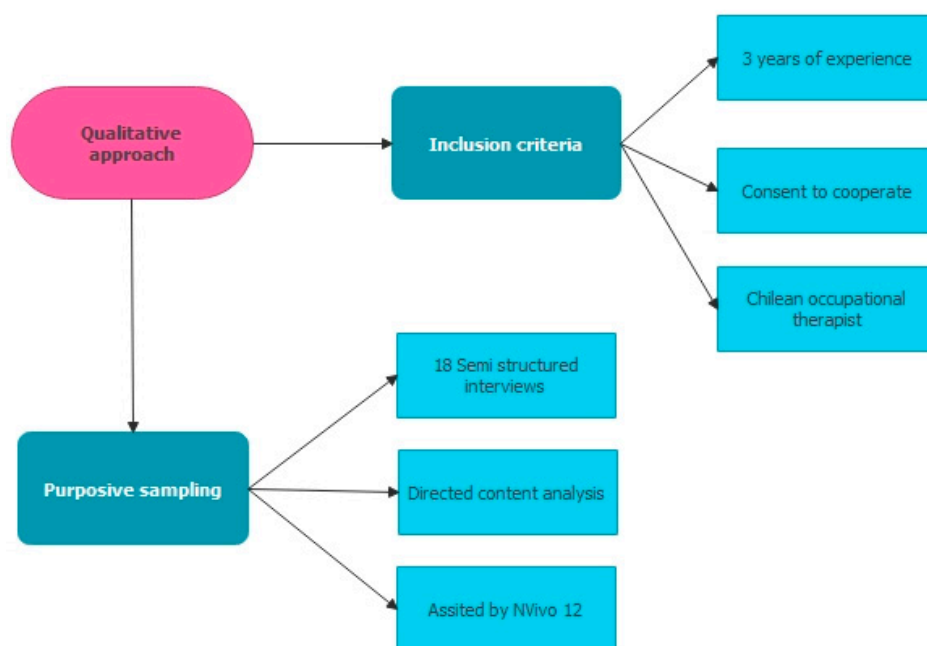 Qualitative
approach
Inclusion criteria
3 years of experience
Consent to cooperate
Chilean occupational
therapist
Purposive sampling
18 Semi structured
interviews
Directed content analysis
Assited by NVivo 12